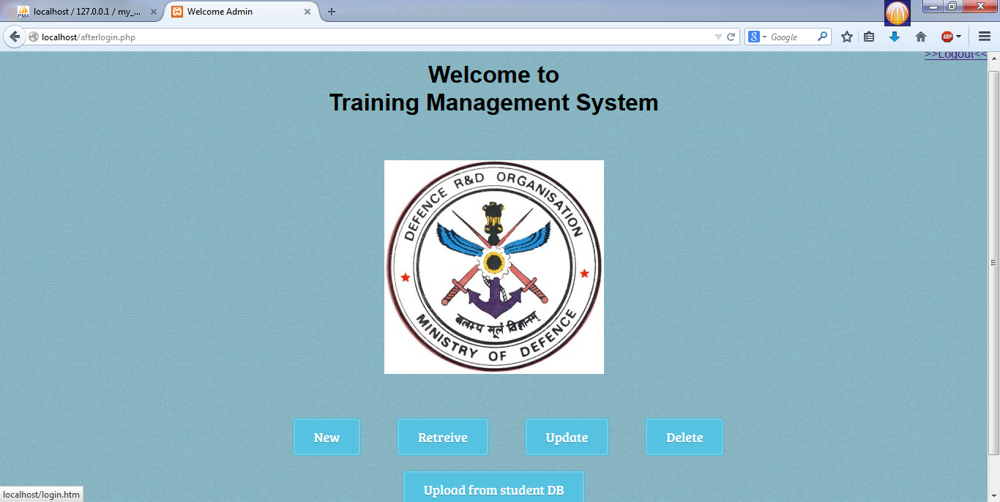 localhost / 127.0.0.1 / my_...
Welcome Admin
localhost/afterlogin.php
Google
ABP
>>Logout<<
Welcome to
Training Management System
DEFENCE R&D ORGANISATION
बलस्य मूलं विज्ञानम्
MINISTRY OF DEFENCE
New
Retreive
Update
Delete
Upload from student DB
localhost/login.htm